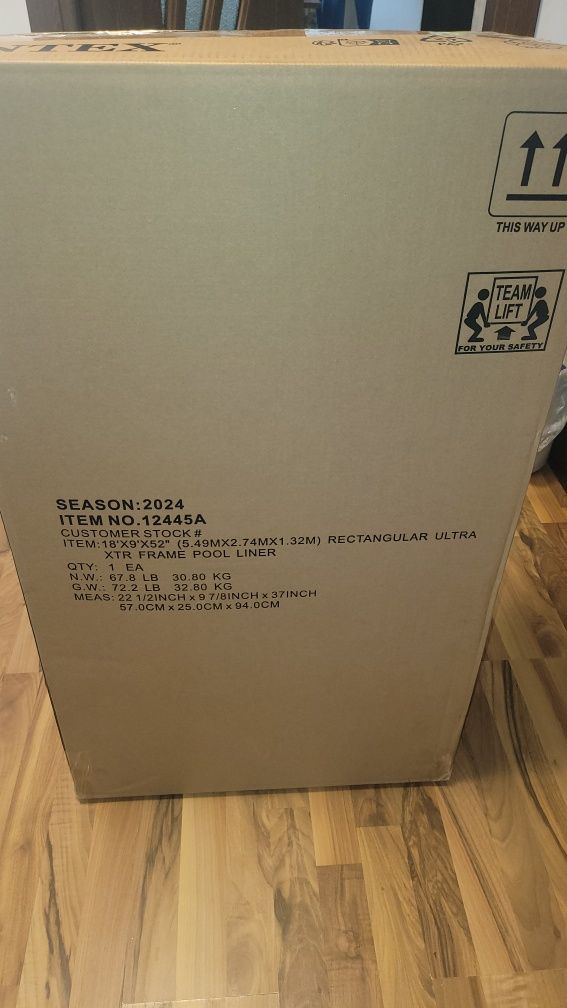 NTEX
THIS WAY UP
TEAM
LIFT
FOR YOUR SAFETY
SEASON:2024
ITEM NO.12445A
CUSTOMER STOCK #
ITEM:18'X9'X52" (5.49MX2.74MX1.32M) RECTANGULAR ULTRA
XTR FRAME POOL LINER
QTY: 1 EA
N.W.: 67.8 LB 30.80 KG
G.W.: 72.2 LB 32.80 KG
MEAS: 22 1/2INCH x 9 7/8INCH x 37INCH
57.0CM x 25.0CM x 94.0CM